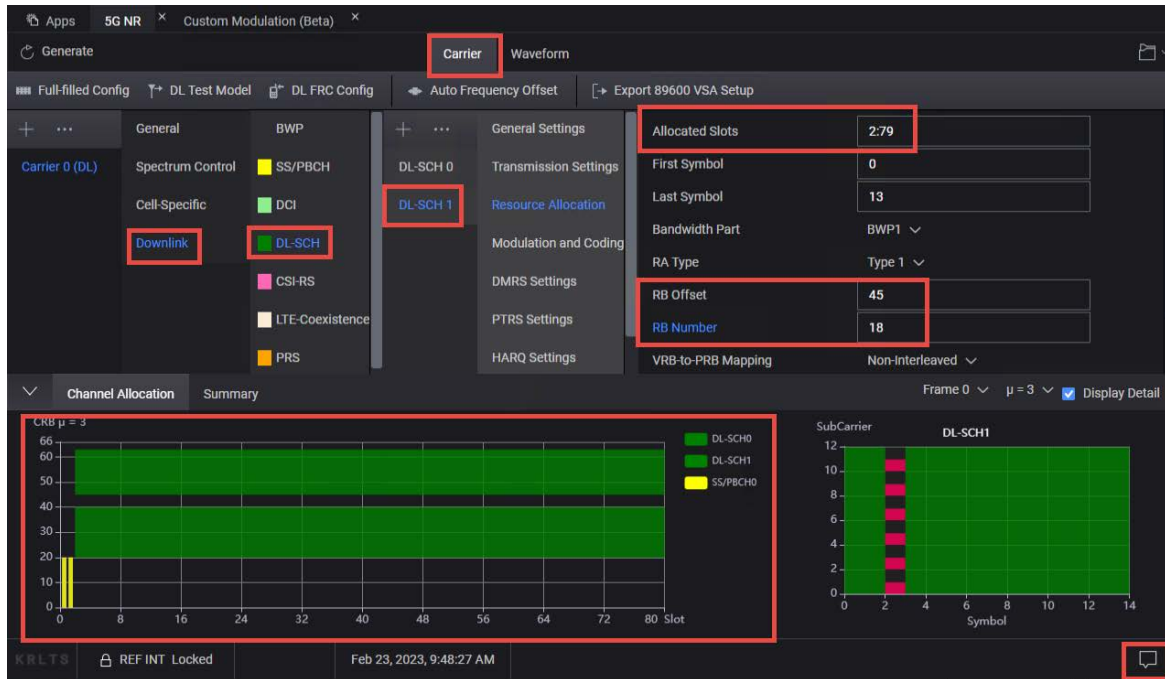 Apps 5G NR × Custom Modulation (Beta) ×
Generate Carrier Waveform
Full-filled Config DL Test Model DL FRC Config Auto Frequency Offset Export 89600 VSA Setup
+ ... General BWP + ... General Settings Allocated Slots 2:79
Carrier 0 (DL) Spectrum Control SS/PBCH DL-SCH 0 Transmission Settings First Symbol 0
Cell-Specific DCI DL-SCH 1 Resource Allocation Last Symbol 13
Downlink DL-SCH Modulation and Coding Bandwidth Part BWP1
CSI-RS DMRS Settings RA Type Type 1
LTE-Coexistence PTRS Settings RB Offset 45
RB Number 18
PRS HARQ Settings VRB-to-PRB Mapping Non-Interleaved
Channel Allocation Summary Frame 0 μ = 3 Display Detail
CRB μ = 3
66
60
50
40
30
20
10
0
0 8 16 24 32 40 48 56 64 72 80 Slot
DL-SCH0
DL-SCH1
SS/PBCH0
SubCarrier DL-SCH1
12
10
8
6
4
2
0
0 2 4 6 8 10 12 14
Symbol
KRLTS REF INT Locked Feb 23, 2023, 9:48:27 AM